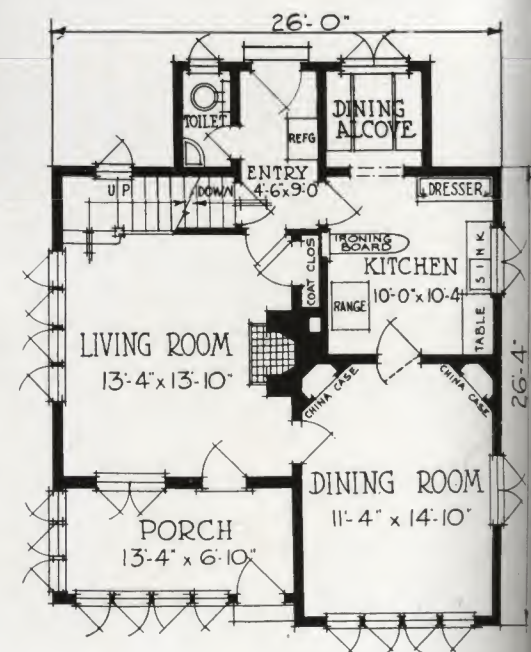 26'-0"
TOILET
REFG
DINING
ALCOVE
ENTRY
4'-6"x9'-0
UP
DOWN
DRESSER
IRONING
BOARD
COAT CLOS
KITCHEN
10'-0"x10'-4
SINK
RANGE
TABLE
LIVING ROOM
13'-4"x13'-10"
26'-4"
CHINA CASE
CHINA CASE
DINING ROOM
11'-4" x 14'-10"
PORCH
13'-4" x 6'-10"